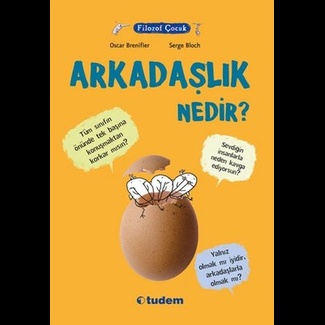 Filozof Çocuk
Oscar Brenifier Serge Bloch
ARKADAŞLIK
NEDİR?
Tüm sınıfın
önünde tek başına
konuşmaktan
korkar mısın?
Sevdiğin
insanlarla
neden kavga
ediyorsun?
Yalnız
olmak mı iyidir,
arkadaşlarla
olmak mı?
tudem